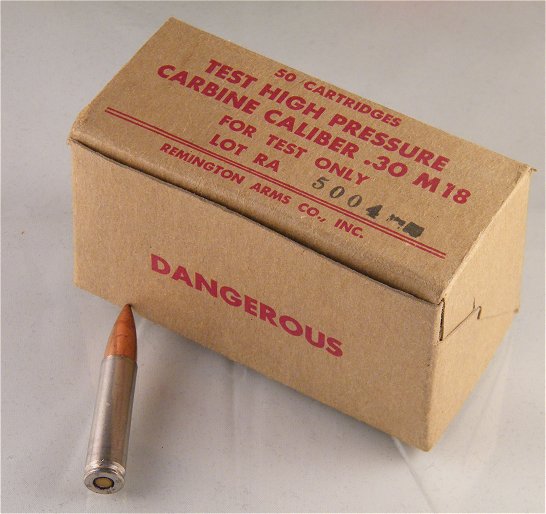 50 CARTRIDGES
TEST HIGH PRESSURE
CARBINE CALIBER .30 M18
FOR TEST ONLY
LOT RA 5004
REMINGTON ARMS CO., INC.
DANGEROUS